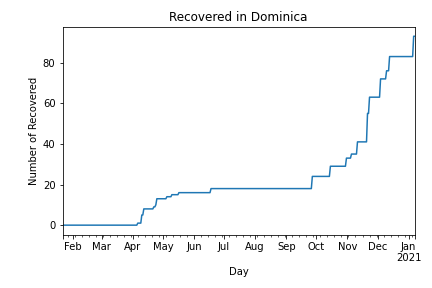 Recovered in Dominica
Number of Recovered
80
60
40
20
0
Feb Mar Apr May Jun Jul Aug Sep Oct Nov Dec Jan
2021
Day